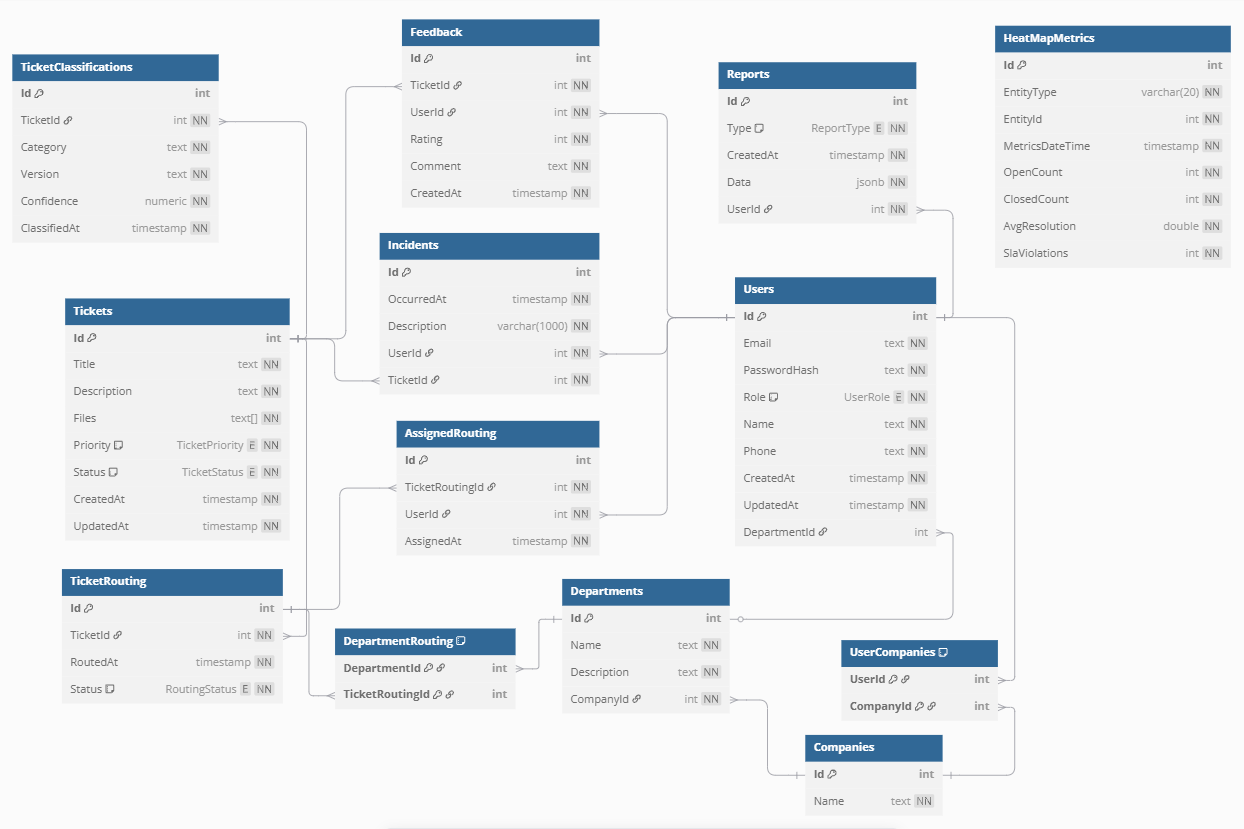 TicketClassifications
Id int
TicketId int NN
Category text NN
Version text NN
Confidence numeric NN
ClassifiedAt timestamp NN
Feedback
Id int
TicketId int NN
UserId int NN
Rating int NN
Comment text NN
CreatedAt timestamp NN
Reports
Id int
Type ReportType E NN
CreatedAt timestamp NN
Data jsonb NN
UserId int NN
HeatMapMetrics
Id int
EntityType varchar(20) NN
EntityId int NN
MetricsDateTime timestamp NN
OpenCount int NN
ClosedCount int NN
AvgResolution double NN
SlaViolations int NN
Incidents
Id int
OccurredAt timestamp NN
Description varchar(1000) NN
UserId int NN
TicketId int NN
Users
Id int
Email text NN
PasswordHash text NN
Role UserRole E NN
Name text NN
Phone text NN
CreatedAt timestamp NN
UpdatedAt timestamp NN
DepartmentId int
Tickets
Id int
Title text NN
Description text NN
Files text[] NN
Priority TicketPriority E NN
Status TicketStatus E NN
CreatedAt timestamp NN
UpdatedAt timestamp NN
AssignedRouting
Id int
TicketRoutingId int NN
UserId int NN
AssignedAt timestamp NN
TicketRouting
Id int
TicketId int NN
RoutedAt timestamp NN
Status RoutingStatus E NN
DepartmentRouting
DepartmentId int
TicketRoutingId int
Departments
Id int
Name text NN
Description text NN
CompanyId int NN
UserCompanies
UserId int
CompanyId int
Companies
Id int
Name text NN